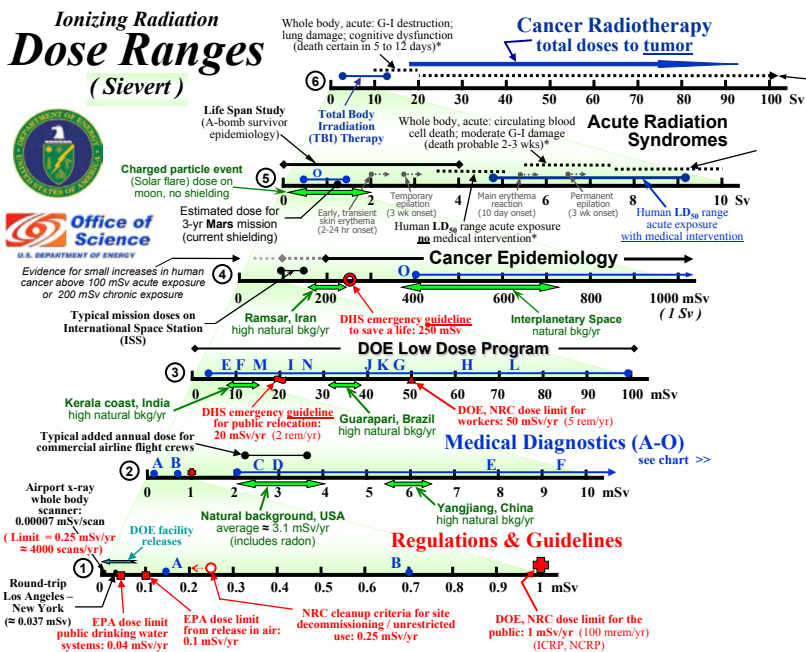 Ionizing Radiation
Dose Ranges
( Sievert )
Whole body, acute: G-I destruction;
lung damage; cognitive dysfunction
(death certain in 5 to 12 days)*
Cancer Radiotherapy
total doses to tumor
6
0 10 20 30 40 50 60 70 80 90 100 Sv
Total Body
Irradiation
(TBI) Therapy
Life Span Study
(A-bomb survivor
epidemiology)
Whole body, acute: circulating blood
cell death; moderate G-I damage
(death probable 2-3 wks)*
Acute Radiation
Syndromes
Charged particle event
(Solar flare) dose on
moon, no shielding
5
O
0 2 4 6 8 10 Sv
Estimated dose for
3-yr Mars mission
(current shielding)
Early, transient
skin erythema
(2-24 hr onset)
Temporary
epilation
(3 wk onset)
Main erythema
reaction
(10 day onset)
Permanent
epilation
(3 wk onset)
Human LD50 range
acute exposure
with medical intervention
Human LD50 range acute exposure
no medical intervention*
Office of
Science
U.S. DEPARTMENT OF ENERGY
Evidence for small increases in human
cancer above 100 mSv acute exposure
or 200 mSv chronic exposure
Cancer Epidemiology
4
O
0 200 400 600 800 1000 mSv
( 1 Sv )
Typical mission doses on
International Space Station
(ISS)
Ramsar, Iran
high natural bkg/yr
DHS emergency guideline
to save a life: 250 mSv
Interplanetary Space
natural bkg/yr
DOE Low Dose Program
3
E F M I N J K G H L
0 10 20 30 40 50 60 70 80 90 100 mSv
Kerala coast, India
high natural bkg/yr
DHS emergency guideline
for public relocation:
20 mSv/yr (2 rem/yr)
Guarapari, Brazil
high natural bkg/yr
DOE, NRC dose limit for
workers: 50 mSv/yr (5 rem/yr)
Typical added annual dose for
commercial airline flight crews
Medical Diagnostics (A-O)
see chart >>
2
A B C D E F
0 1 2 3 4 5 6 7 8 9 10 mSv
Airport x-ray
whole body
scanner:
0.00007 mSv/scan
( Limit = 0.25 mSv/yr
≈ 4000 scans/yr)
DOE facility
releases
Natural background, USA
average ≈ 3.1 mSv/yr
(includes radon)
Yangjiang, China
high natural bkg/yr
Regulations & Guidelines
1
A B
0 0.1 0.2 0.3 0.4 0.5 0.6 0.7 0.8 0.9 1 mSv
Round-trip
Los Angeles –
New York
(≈ 0.037 mSv)
EPA dose limit
public drinking water
systems: 0.04 mSv/yr
EPA dose limit
from release in air:
0.1 mSv/yr
NRC cleanup criteria for site
decommissioning / unrestricted
use: 0.25 mSv/yr
DOE, NRC dose limit for the
public: 1 mSv/yr (100 mrem/yr)
(ICRP, NCRP)